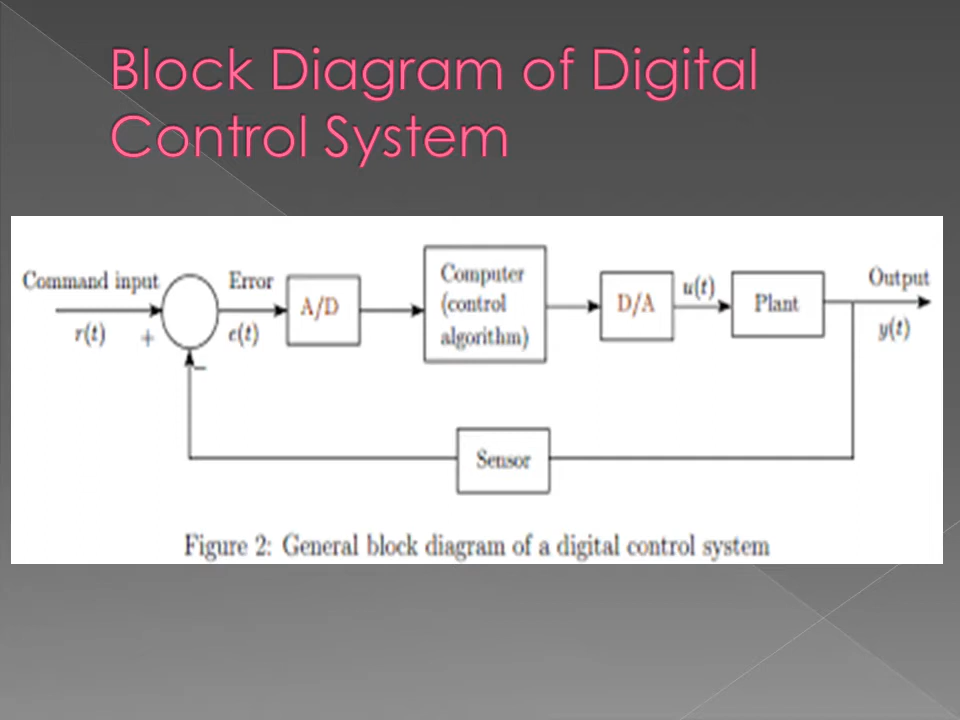 Block Diagram of Digital
Control System
Command input
r(t)
+
−
Error
e(t)
A/D
Computer
(control
algorithm)
D/A
u(t)
Plant
Output
y(t)
Sensor
Figure 2: General block diagram of a digital control system